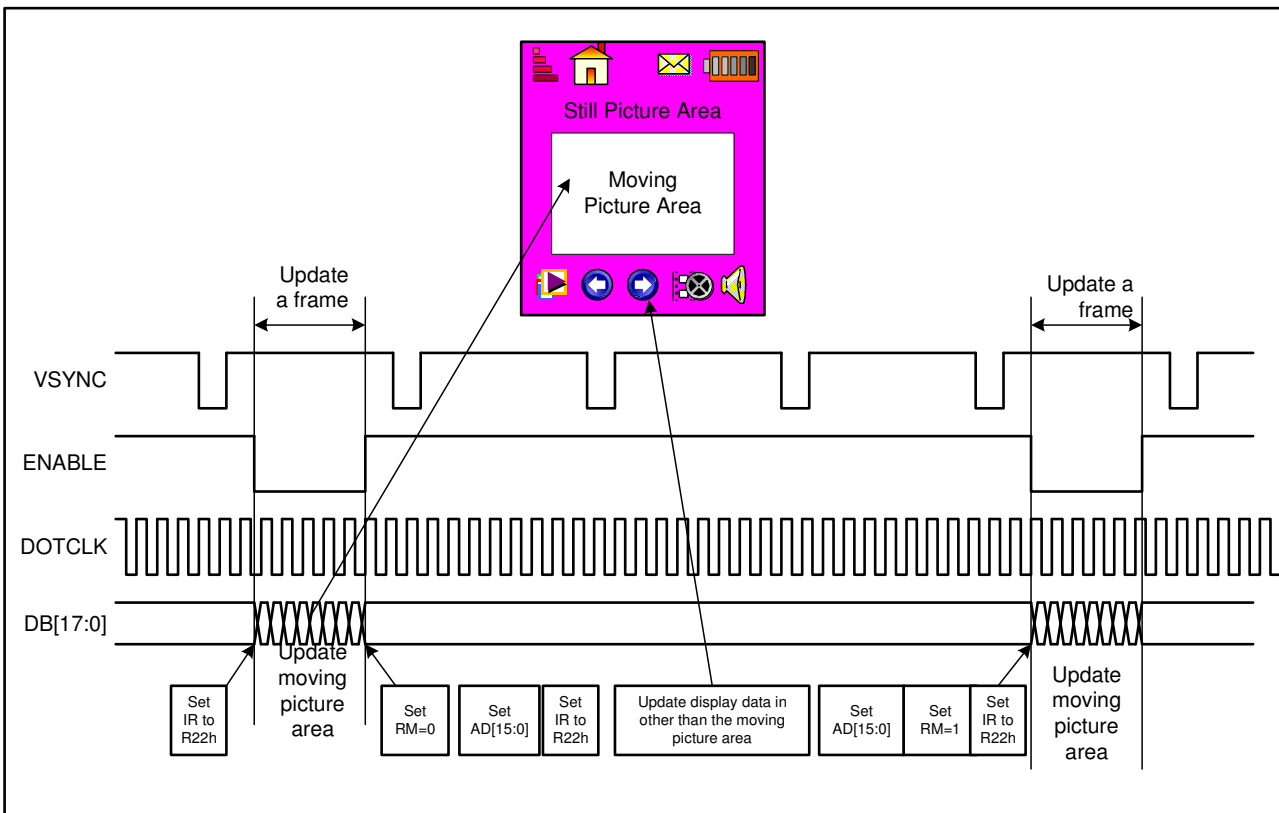 Still Picture Area
Moving
Picture Area
Update
a frame
Update a
frame
VSYNC
ENABLE
DOTCLK
DB[17:0]
Update
moving
picture
area
Set
IR to
R22h
Set
RM=0
Set
AD[15:0]
Set
IR to
R22h
Update display data in
other than the moving
picture area
Set
AD[15:0]
Set
RM=1
Set
IR to
R22h
Update
moving
picture
area